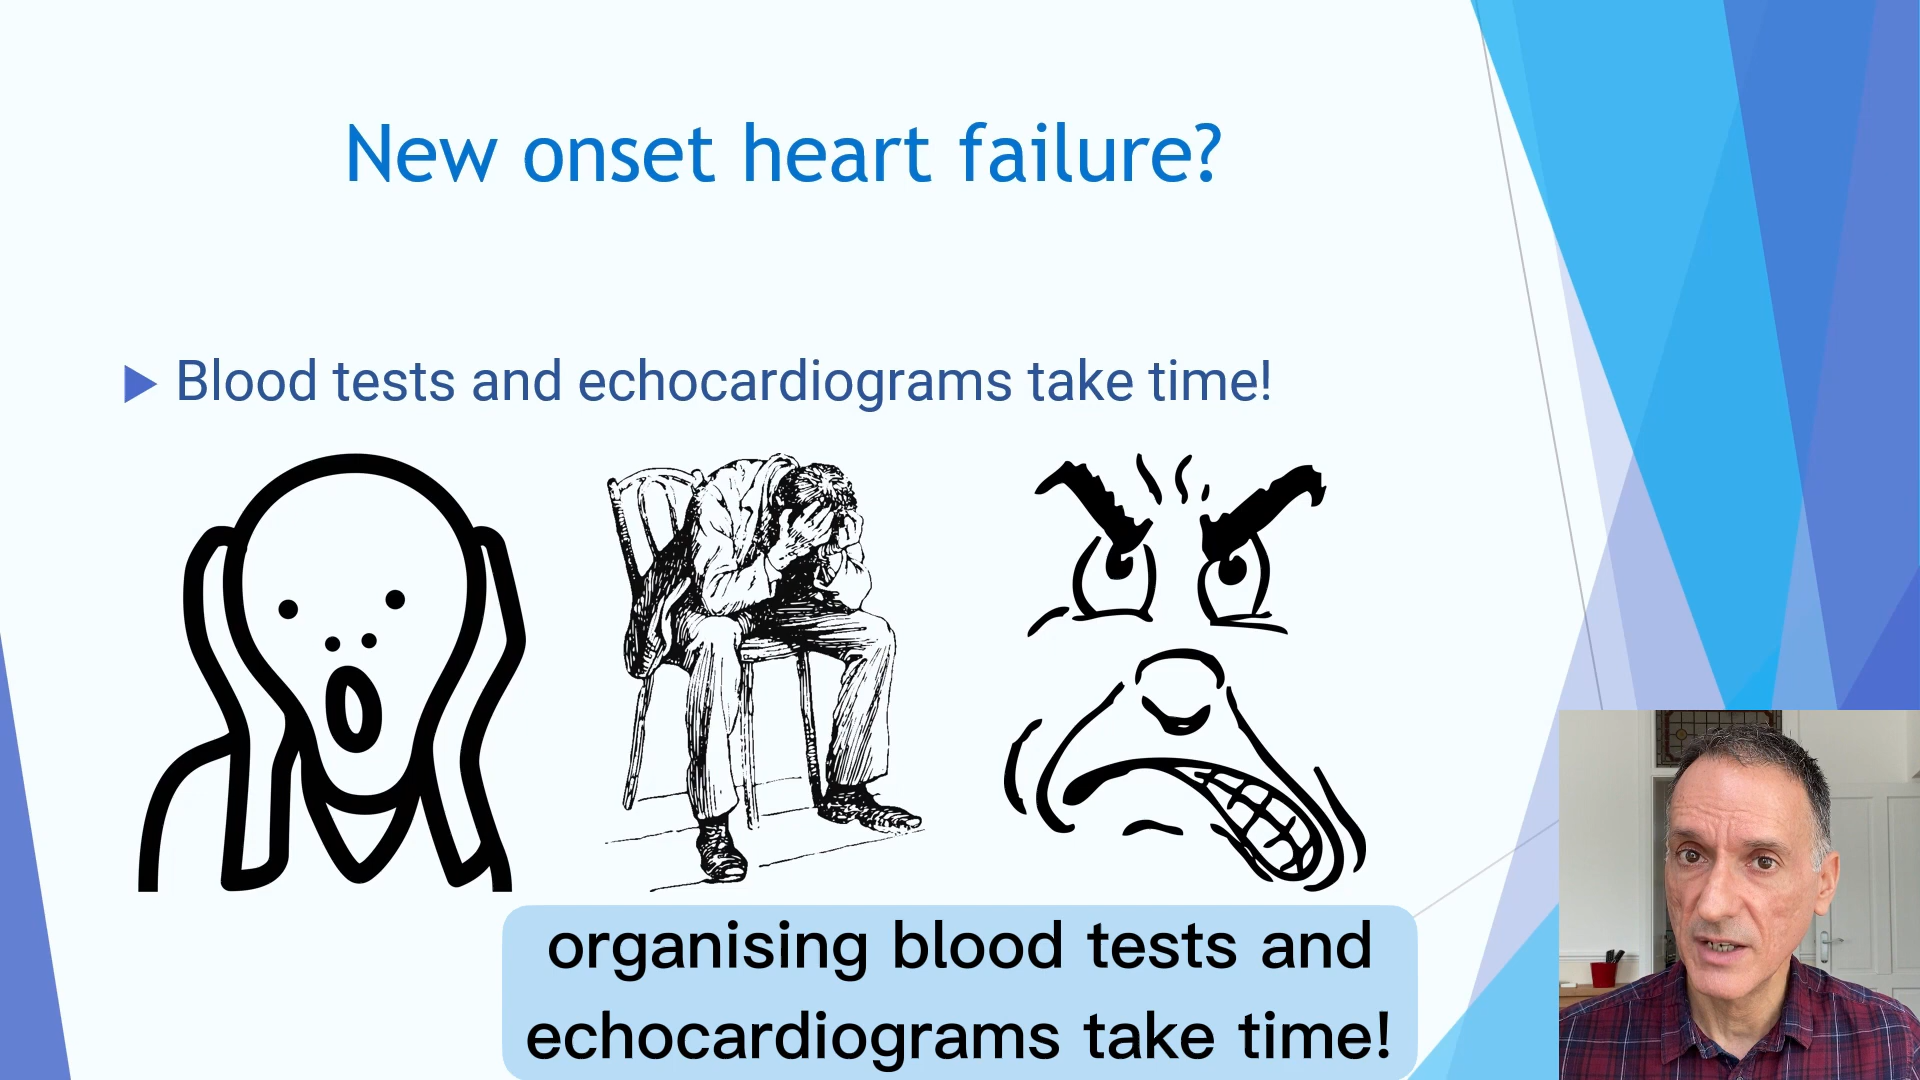 New onset heart failure?
Blood tests and echocardiograms take time!
organising blood tests and
echocardiograms take time!